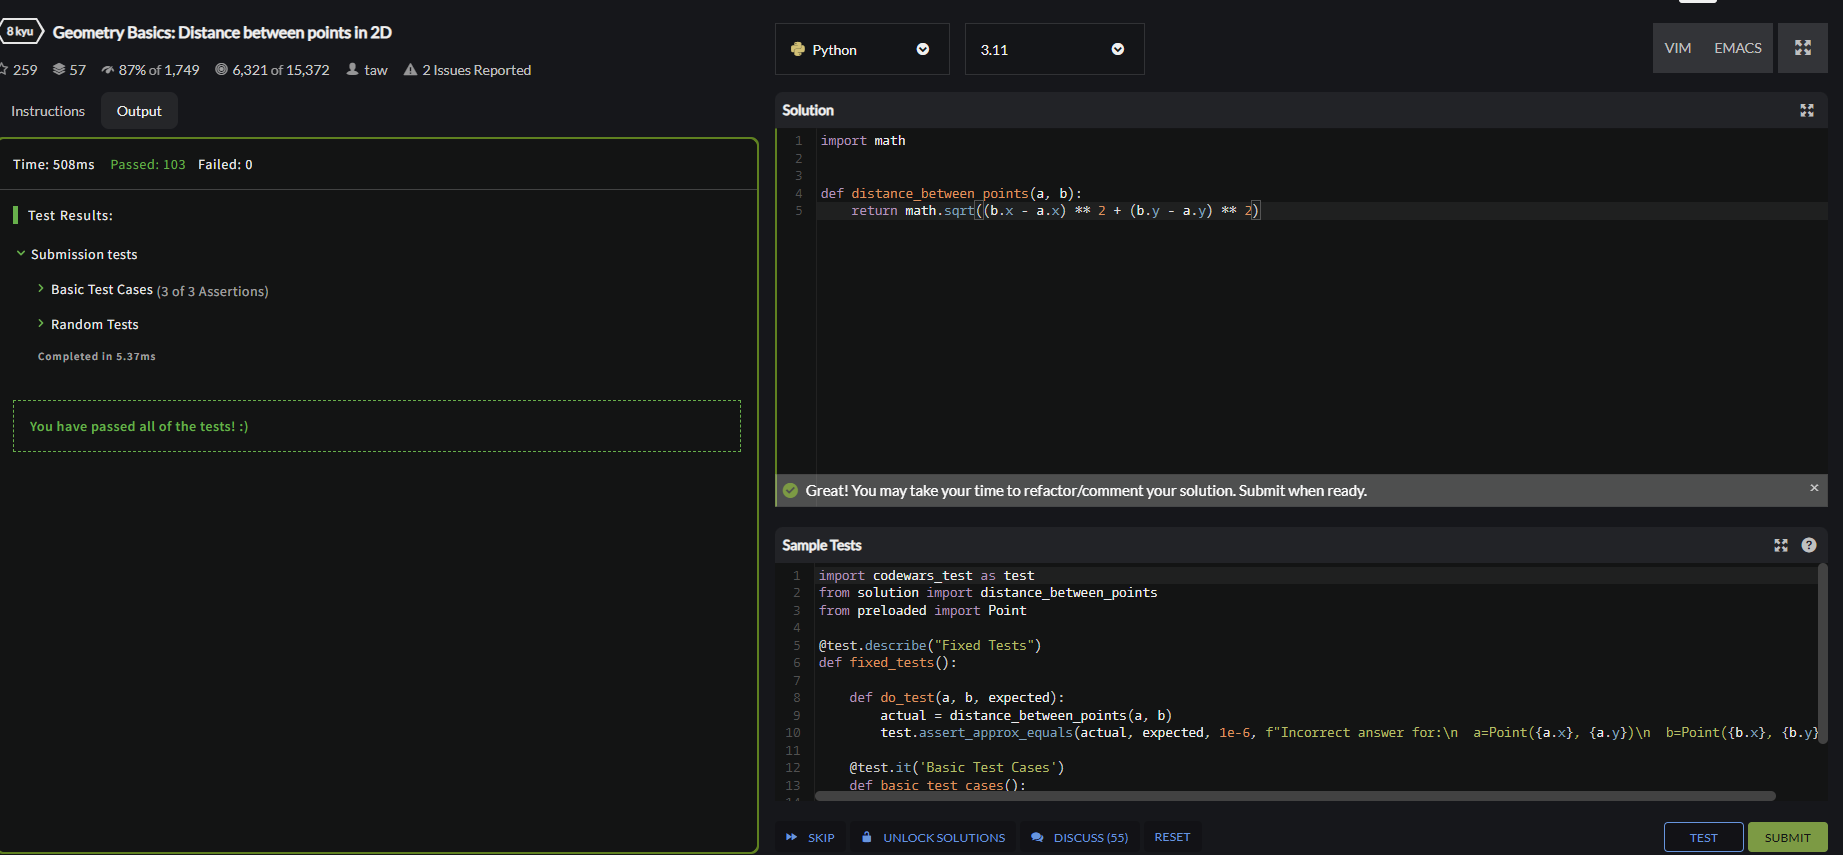 8 kyu Geometry Basics: Distance between points in 2D
259 57 87% of 1,749 6,321 of 15,372 taw 2 Issues Reported
Instructions Output
Time: 508ms Passed: 103 Failed: 0
Test Results:
Submission tests
Basic Test Cases (3 of 3 Assertions)
Random Tests
Completed in 5.37ms
You have passed all of the tests! :)
Python 3.11 VIM EMACS
Solution
1 import math
2
3
4 def distance_between_points(a, b):
5     return math.sqrt((b.x - a.x) ** 2 + (b.y - a.y) ** 2)
Great! You may take your time to refactor/comment your solution. Submit when ready. ×
Sample Tests ?
1 import codewars_test as test
2 from solution import distance_between_points
3 from preloaded import Point
4
5 @test.describe("Fixed Tests")
6 def fixed_tests():
7
8     def do_test(a, b, expected):
9         actual = distance_between_points(a, b)
10         test.assert_approx_equals(actual, expected, 1e-6, f"Incorrect answer for:\n  a=Point({a.x}, {a.y})\n  b=Point({b.x}, {b.y}
11
12     @test.it('Basic Test Cases')
13     def basic_test_cases():
14
SKIP UNLOCK SOLUTIONS DISCUSS (55) RESET TEST SUBMIT